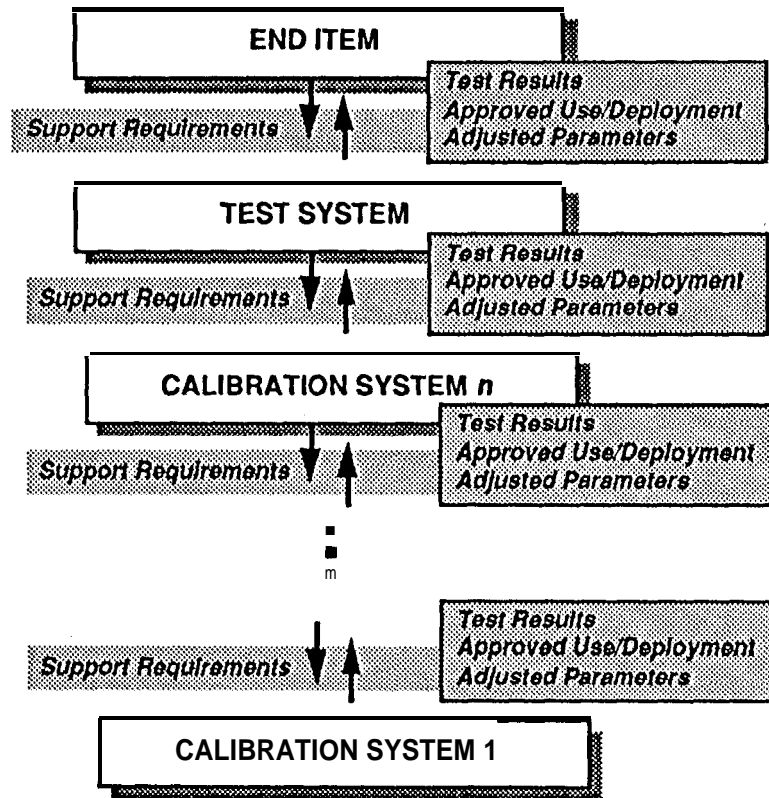 END ITEM
Test Results
Approved Use/Deployment
Adjusted Parameters
Support Requirements
TEST SYSTEM
Test Results
Approved Use/Deployment
Adjusted Parameters
Support Requirements
CALIBRATION SYSTEM n
Test Results
Approved Use/Deployment
Adjusted Parameters
Support Requirements
m
Test Results
Approved Use/Deployment
Adjusted Parameters
Support Requirements
CALIBRATION SYSTEM 1